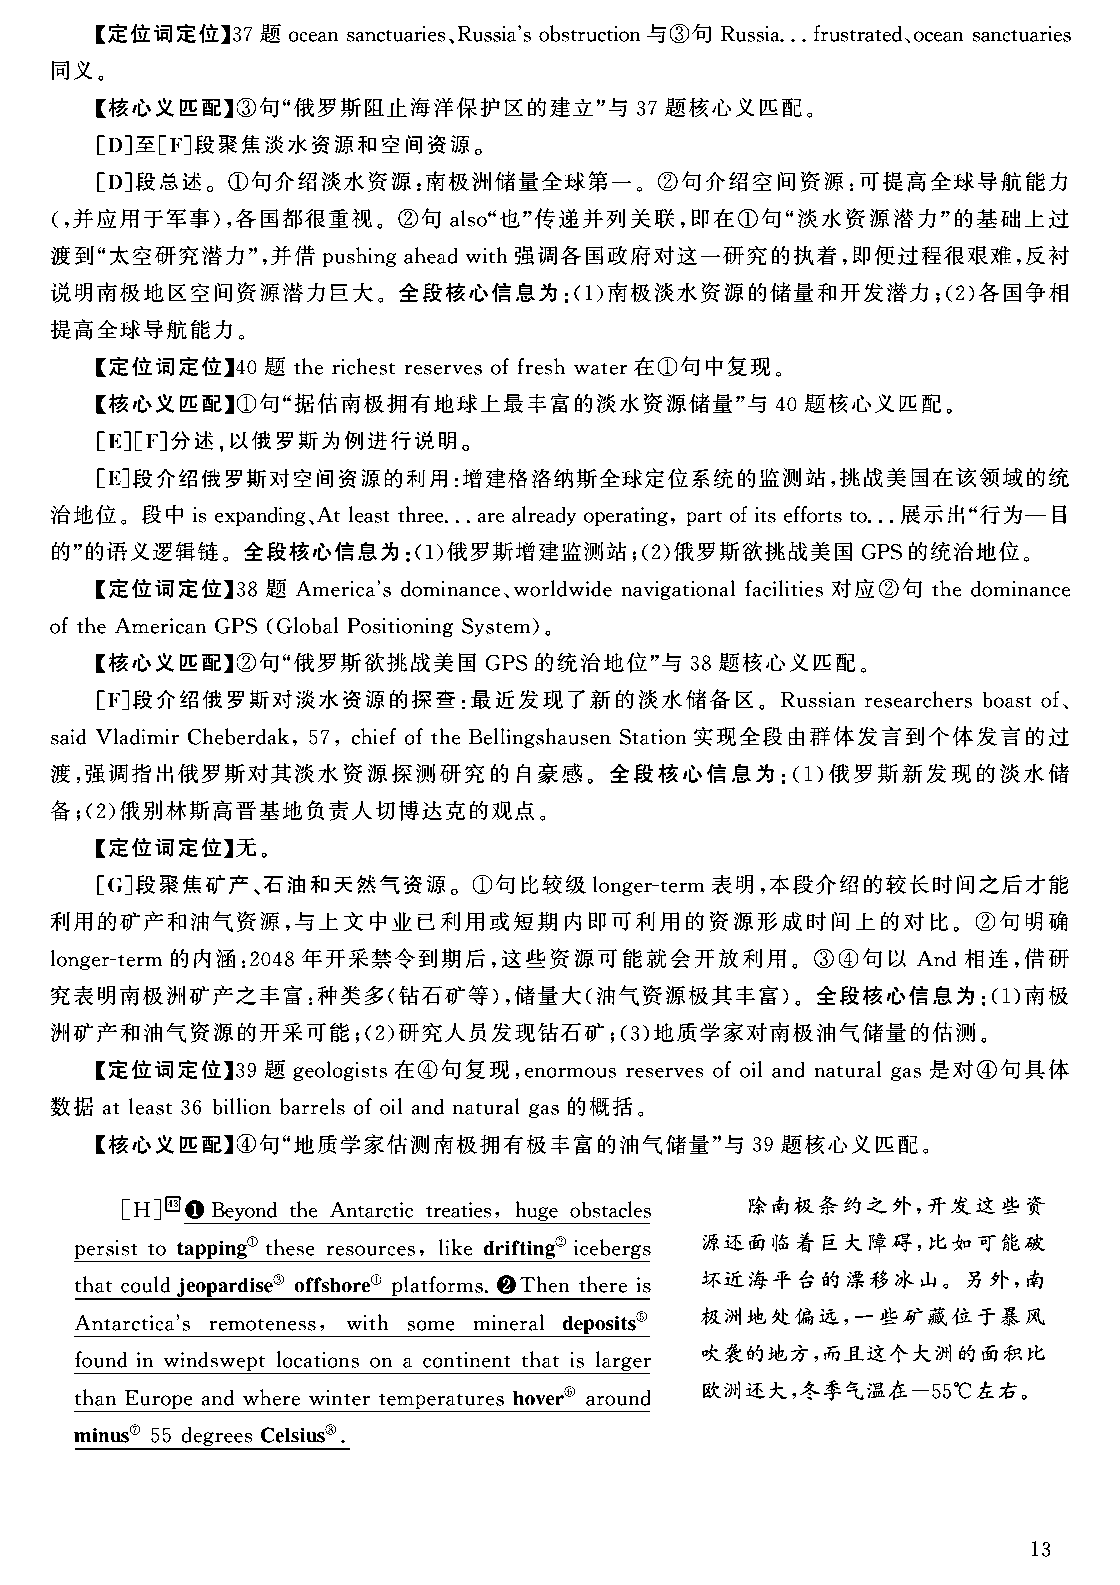 【定位词定位】37 题 ocean sanctuaries、Russia's obstruction 与③句 Russia... frustrated、ocean sanctuaries
同义。
【核心义匹配】③句“俄罗斯阻止海洋保护区的建立”与 37 题核心义匹配。
[D]至[F]段聚焦淡水资源和空间资源。
[D]段总述。①句介绍淡水资源:南极洲储量全球第一。②句介绍空间资源:可提高全球导航能力
(,并应用于军事),各国都很重视。②句 also“也”传递并列关联,即在①句“淡水资源潜力”的基础上过
渡到“太空研究潜力”,并借 pushing ahead with 强调各国政府对这一研究的执着,即便过程很艰难,反衬
说明南极地区空间资源潜力巨大。全段核心信息为:(1)南极淡水资源的储量和开发潜力;(2)各国争相
提高全球导航能力。
【定位词定位】40 题 the richest reserves of fresh water 在①句中复现。
【核心义匹配】①句“据估南极拥有地球上最丰富的淡水资源储量”与 40 题核心义匹配。
[E][F]分述,以俄罗斯为例进行说明。
[E]段介绍俄罗斯对空间资源的利用:增建格洛纳斯全球定位系统的监测站,挑战美国在该领域的统
治地位。段中 is expanding、At least three... are already operating, part of its efforts to... 展示出“行为—目
的”的语义逻辑链。全段核心信息为:(1)俄罗斯增建监测站;(2)俄罗斯欲挑战美国 GPS 的统治地位。
【定位词定位】38 题 America's dominance、worldwide navigational facilities 对应②句 the dominance
of the American GPS (Global Positioning System)。
【核心义匹配】②句“俄罗斯欲挑战美国 GPS 的统治地位”与 38 题核心义匹配。
[F]段介绍俄罗斯对淡水资源的探查:最近发现了新的淡水储备区。Russian researchers boast of、
said Vladimir Cheberdak, 57, chief of the Bellingshausen Station 实现全段由群体发言到个体发言的过
渡,强调指出俄罗斯对其淡水资源探测研究的自豪感。全段核心信息为:(1)俄罗斯新发现的淡水储
备;(2)俄别林斯高晋基地负责人切博达克的观点。
【定位词定位】无。
[G]段聚焦矿产、石油和天然气资源。①句比较级 longer-term 表明,本段介绍的较长时间之后才能
利用的矿产和油气资源,与上文中业已利用或短期内即可利用的资源形成时间上的对比。②句明确
longer-term 的内涵:2048 年开采禁令到期后,这些资源可能就会开放利用。③④句以 And 相连,借研
究表明南极洲矿产之丰富:种类多(钻石矿等),储量大(油气资源极其丰富)。全段核心信息为:(1)南极
洲矿产和油气资源的开采可能;(2)研究人员发现钻石矿;(3)地质学家对南极油气储量的估测。
【定位词定位】39 题 geologists 在④句复现,enormous reserves of oil and natural gas 是对④句具体
数据 at least 36 billion barrels of oil and natural gas 的概括。
【核心义匹配】④句“地质学家估测南极拥有极丰富的油气储量”与 39 题核心义匹配。
[H]43❶ Beyond the Antarctic treaties, huge obstacles
persist to tapping① these resources, like drifting② icebergs
that could jeopardise③ offshore④ platforms. ❷ Then there is
Antarctica's remoteness, with some mineral deposits⑤
found in windswept locations on a continent that is larger
than Europe and where winter temperatures hover⑥ around
minus⑦ 55 degrees Celsius⑧.
除南极条约之外,开发这些资
源还面临着巨大障碍,比如可能破
坏近海平台的漂移冰山。另外,南
极洲地处偏远,一些矿藏位于暴风
吹袭的地方,而且这个大洲的面积比
欧洲还大,冬季气温在-55℃左右。
13